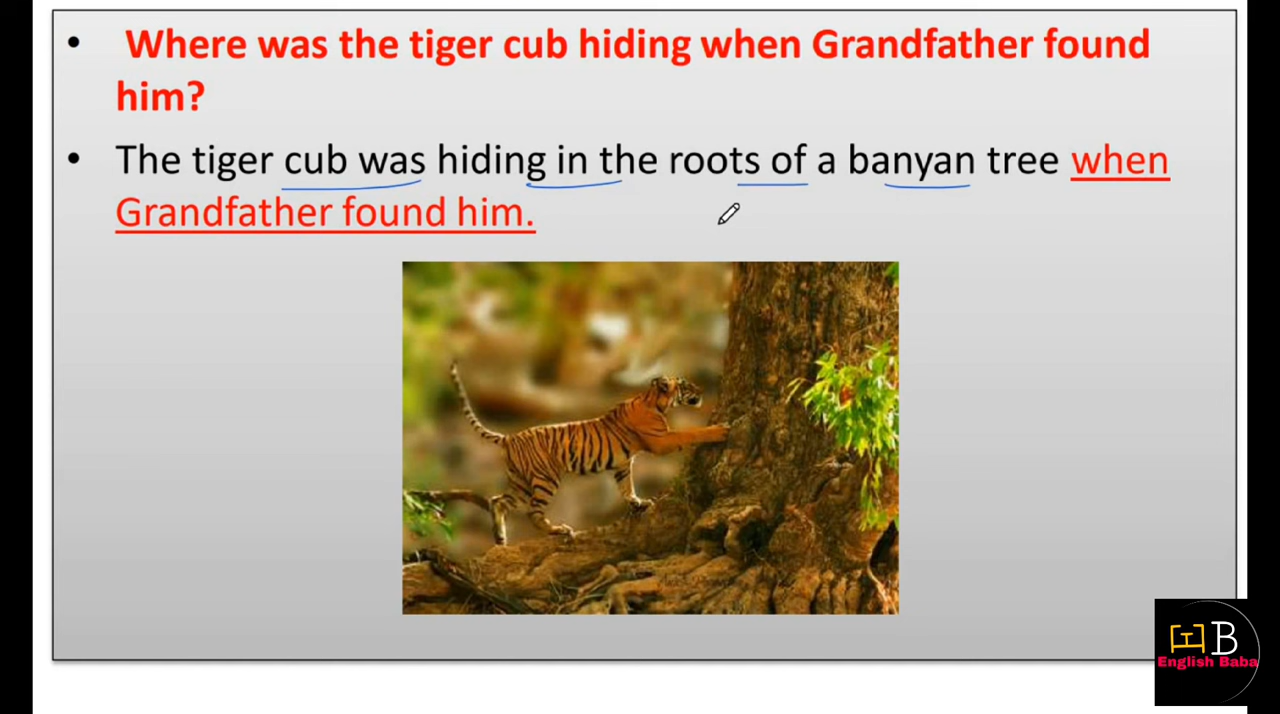 • Where was the tiger cub hiding when Grandfather found
him?
• The tiger cub was hiding in the roots of a banyan tree when
Grandfather found him.
EB
English Baba